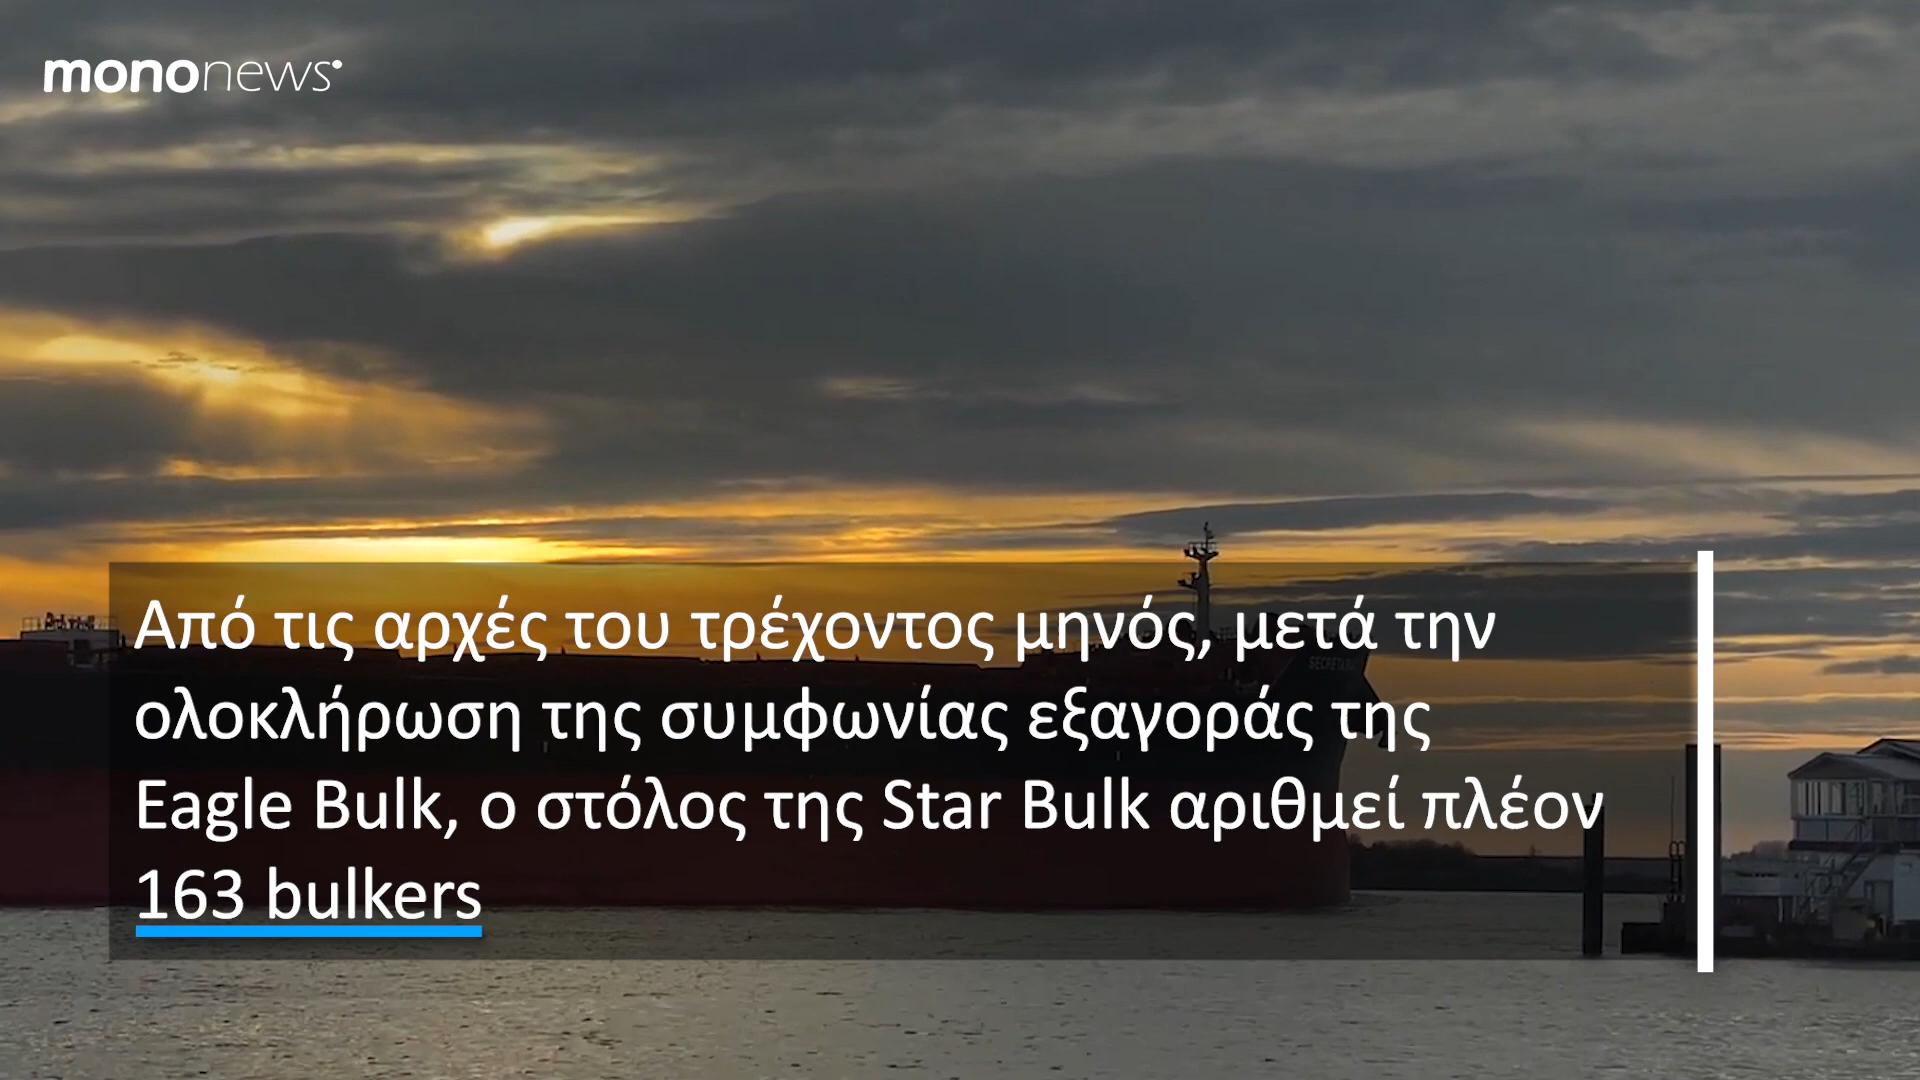 mononews
Από τις αρχές του τρέχοντος μηνός, μετά την
ολοκλήρωση της συμφωνίας εξαγοράς της
Eagle Bulk, ο στόλος της Star Bulk αριθμεί πλέον
163 bulkers